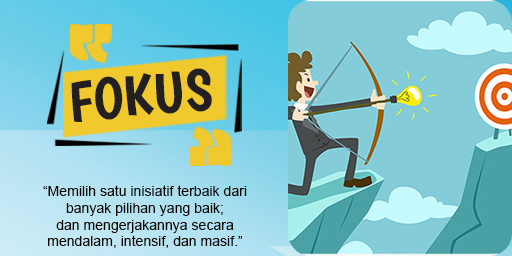 FOKUS
“Memilih satu inisiatif terbaik dari
banyak pilihan yang baik;
dan mengerjakannya secara
mendalam, intensif, dan masif.”